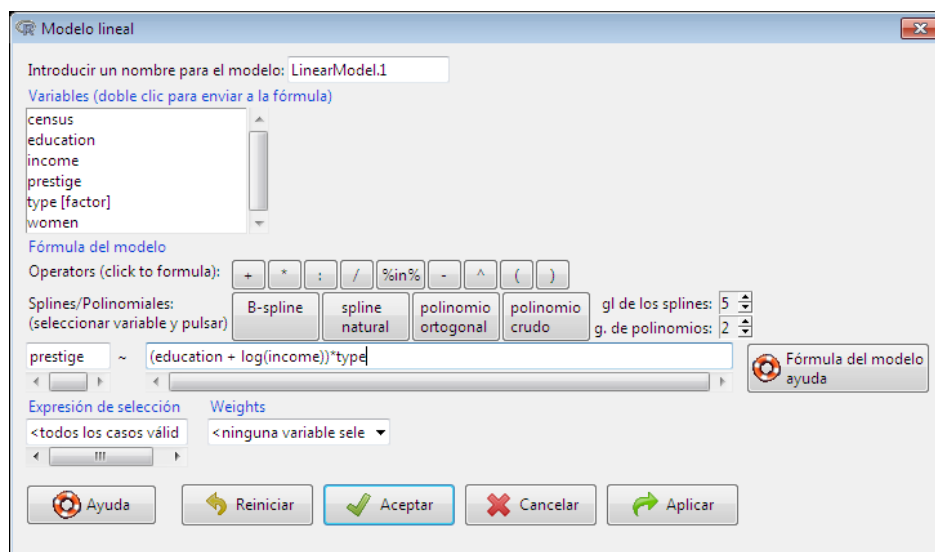 Modelo lineal
Introducir un nombre para el modelo: LinearModel.1
Variables (doble clic para enviar a la fórmula)
census
education
income
prestige
type [factor]
women
Fórmula del modelo
Operators (click to formula): + * : / %in% - ^ ( )
Splines/Polinomiales:
(seleccionar variable y pulsar)
B-spline
spline
natural
polinomio
ortogonal
polinomio
crudo
gl de los splines: 5
g. de polinomios: 2
prestige ~ (education + log(income))*type
Fórmula del modelo
ayuda
Expresión de selección Weights
<todos los casos válid <ninguna variable sele
Ayuda Reiniciar Aceptar Cancelar Aplicar